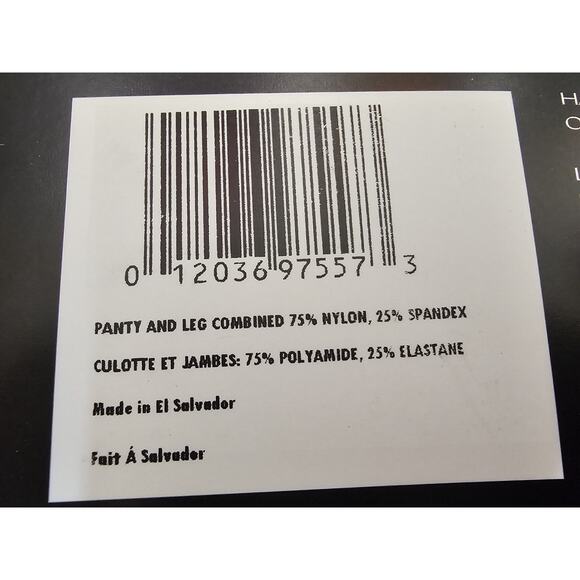 0 12036 97557 3
PANTY AND LEG COMBINED 75% NYLON, 25% SPANDEX
CULOTTE ET JAMBES: 75% POLYAMIDE, 25% ELASTANE
Made in El Salvador
Fait Á Salvador